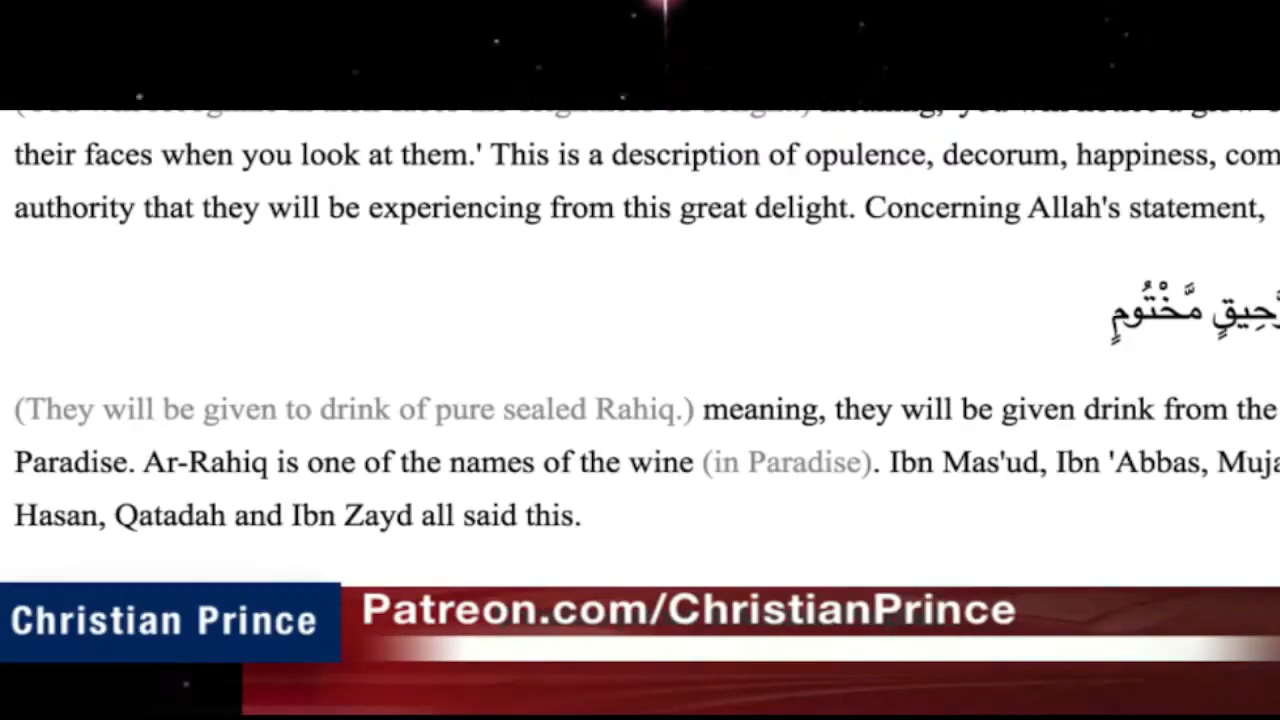 their faces when you look at them.' This is a description of opulence, decorum, happiness, com
authority that they will be experiencing from this great delight. Concerning Allah's statement,
رَّحِيقٍ مَّخْتُومٍ
(They will be given to drink of pure sealed Rahiq.) meaning, they will be given drink from the
Paradise. Ar-Rahiq is one of the names of the wine (in Paradise). Ibn Mas'ud, Ibn 'Abbas, Muja
Hasan, Qatadah and Ibn Zayd all said this.
Christian Prince
Patreon.com/ChristianPrince